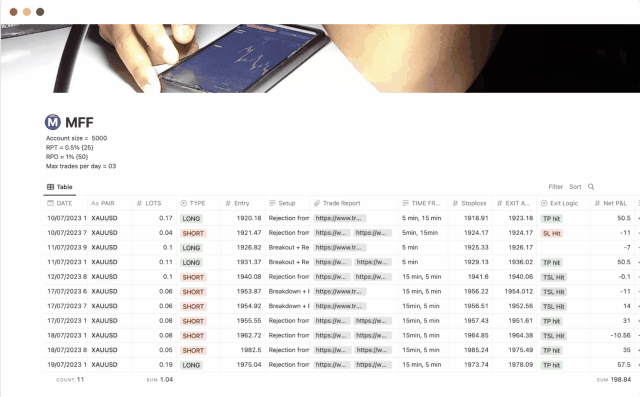 MFF
Account size = 5000
RPT = 0.5% {25}
RPD = 1% {50}
Max trades per day = 03
Table Filter Sort
DATE Aa PAIR # LOTS TYPE # Entry Setup Trade Report TIME FR... # Stoploss # EXIT A... Exit Logic # Net P&L
10/07/2023 1 XAUUSD 0.17 LONG 1920.18 Rejection from https://www.tr... 5 min, 15 min 1918.91 1923.18 TP hit 50.5
10/07/2023 7 XAUUSD 0.04 SHORT 1921.47 Rejection from https://w... https://w... 5min, 15min 1924.17 1924.17 SL Hit -11
11/07/2023 9 XAUUSD 0.1 LONG 1926.82 Breakout + Re https://www.tr... 5 min 1925.33 1926.17 -7
11/07/2023 1 XAUUSD 0.11 LONG 1931.37 Breakout + Re https://w... https://w... 5 min 1929.13 1936.02 TP hit 50.5
12/07/2023 8 XAUUSD 0.1 SHORT 1940.08 Rejection from https://w... https://w... 15 min, 5 min 1941.6 1940.06 TSL Hit -0.1
17/07/2023 6 XAUUSD 0.06 SHORT 1953.87 Breakdown + I https://www.tr... 15 min, 5 min 1956.22 1954.012 TSL Hit -11
17/07/2023 7 XAUUSD 0.06 SHORT 1954.92 Breakdown + I https://www.tr... 15 min, 5 min 1956.51 1952.56 TSL Hit 14
17/07/2023 1 XAUUSD 0.08 SHORT 1955.55 Rejection from https://w... https://w... 15min, 5 min 1957.43 1951.61 TP hit 31
18/07/2023 1 XAUUSD 0.08 SHORT 1962.72 Rejection from https://w... https://w... 15min, 5 min 1964.85 1964.38 TSL Hit -10.56
18/07/2023 8 XAUUSD 0.05 SHORT 1982.5 Rejection from https://w... https://w... 15min, 5 min 1985.24 1975.49 TP hit 35
19/07/2023 1 XAUUSD 0.19 LONG 1975.04 Rejection from https://w... https://w... 15min, 5 min 1973.74 1978.09 TP hit 57.5
COUNT 11 SUM 1.04 SUM 198.84